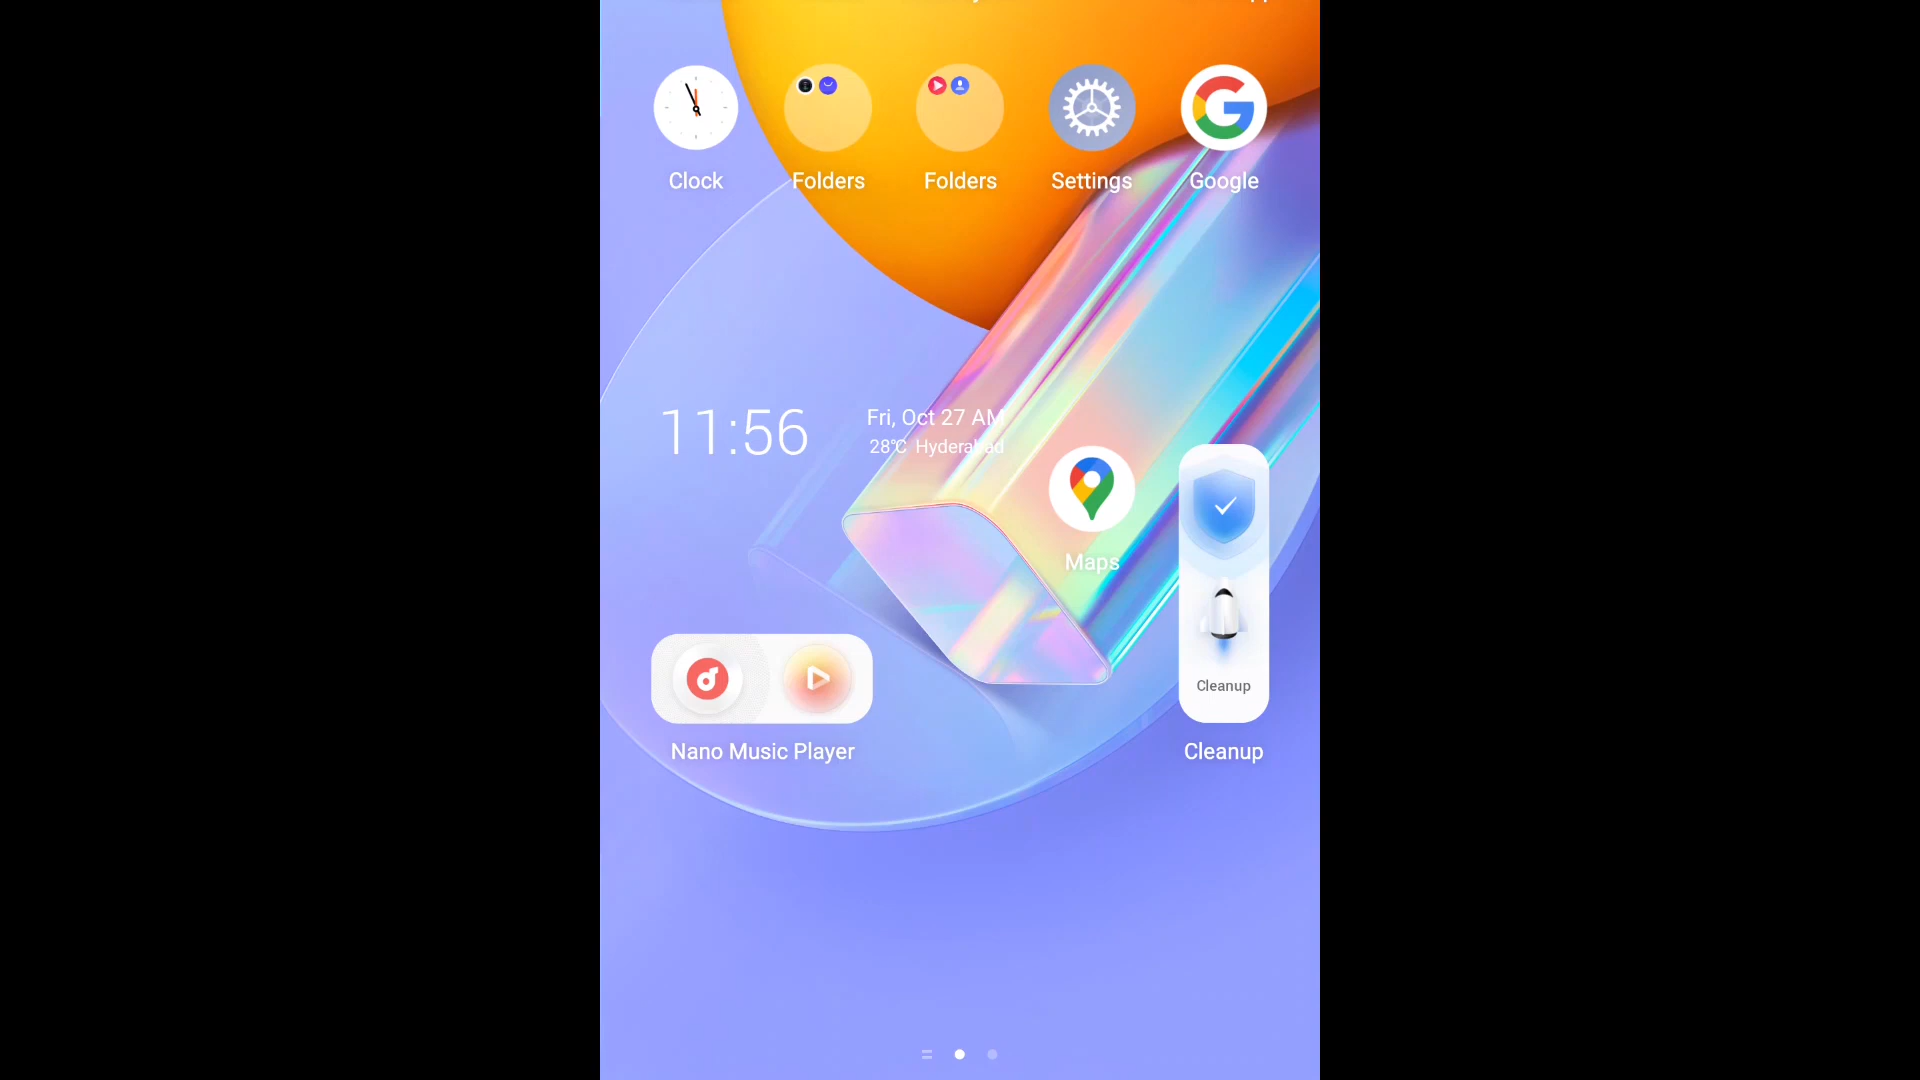 Clock
Folders
Folders
Settings
Google
11:56
Fri, Oct 27 AM
28°C Hyderabad
Maps
Cleanup
Nano Music Player
Cleanup